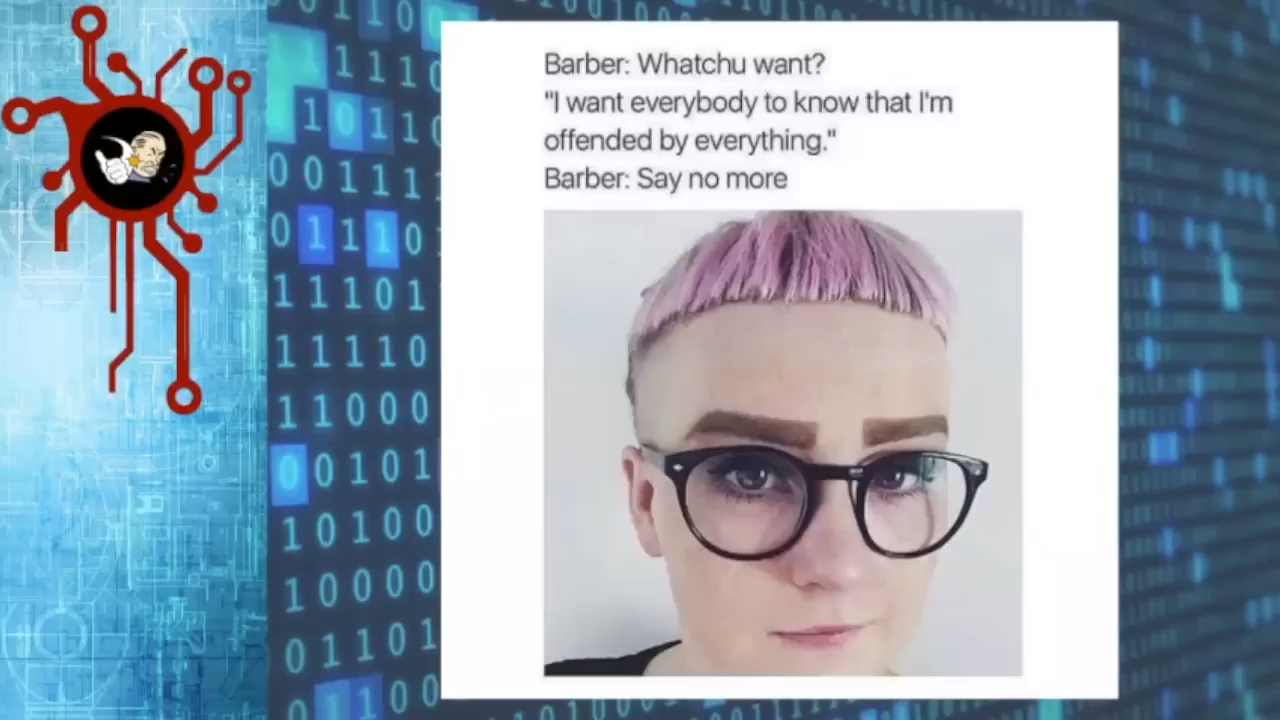 Barber: Whatchu want?
"I want everybody to know that I'm
offended by everything."
Barber: Say no more